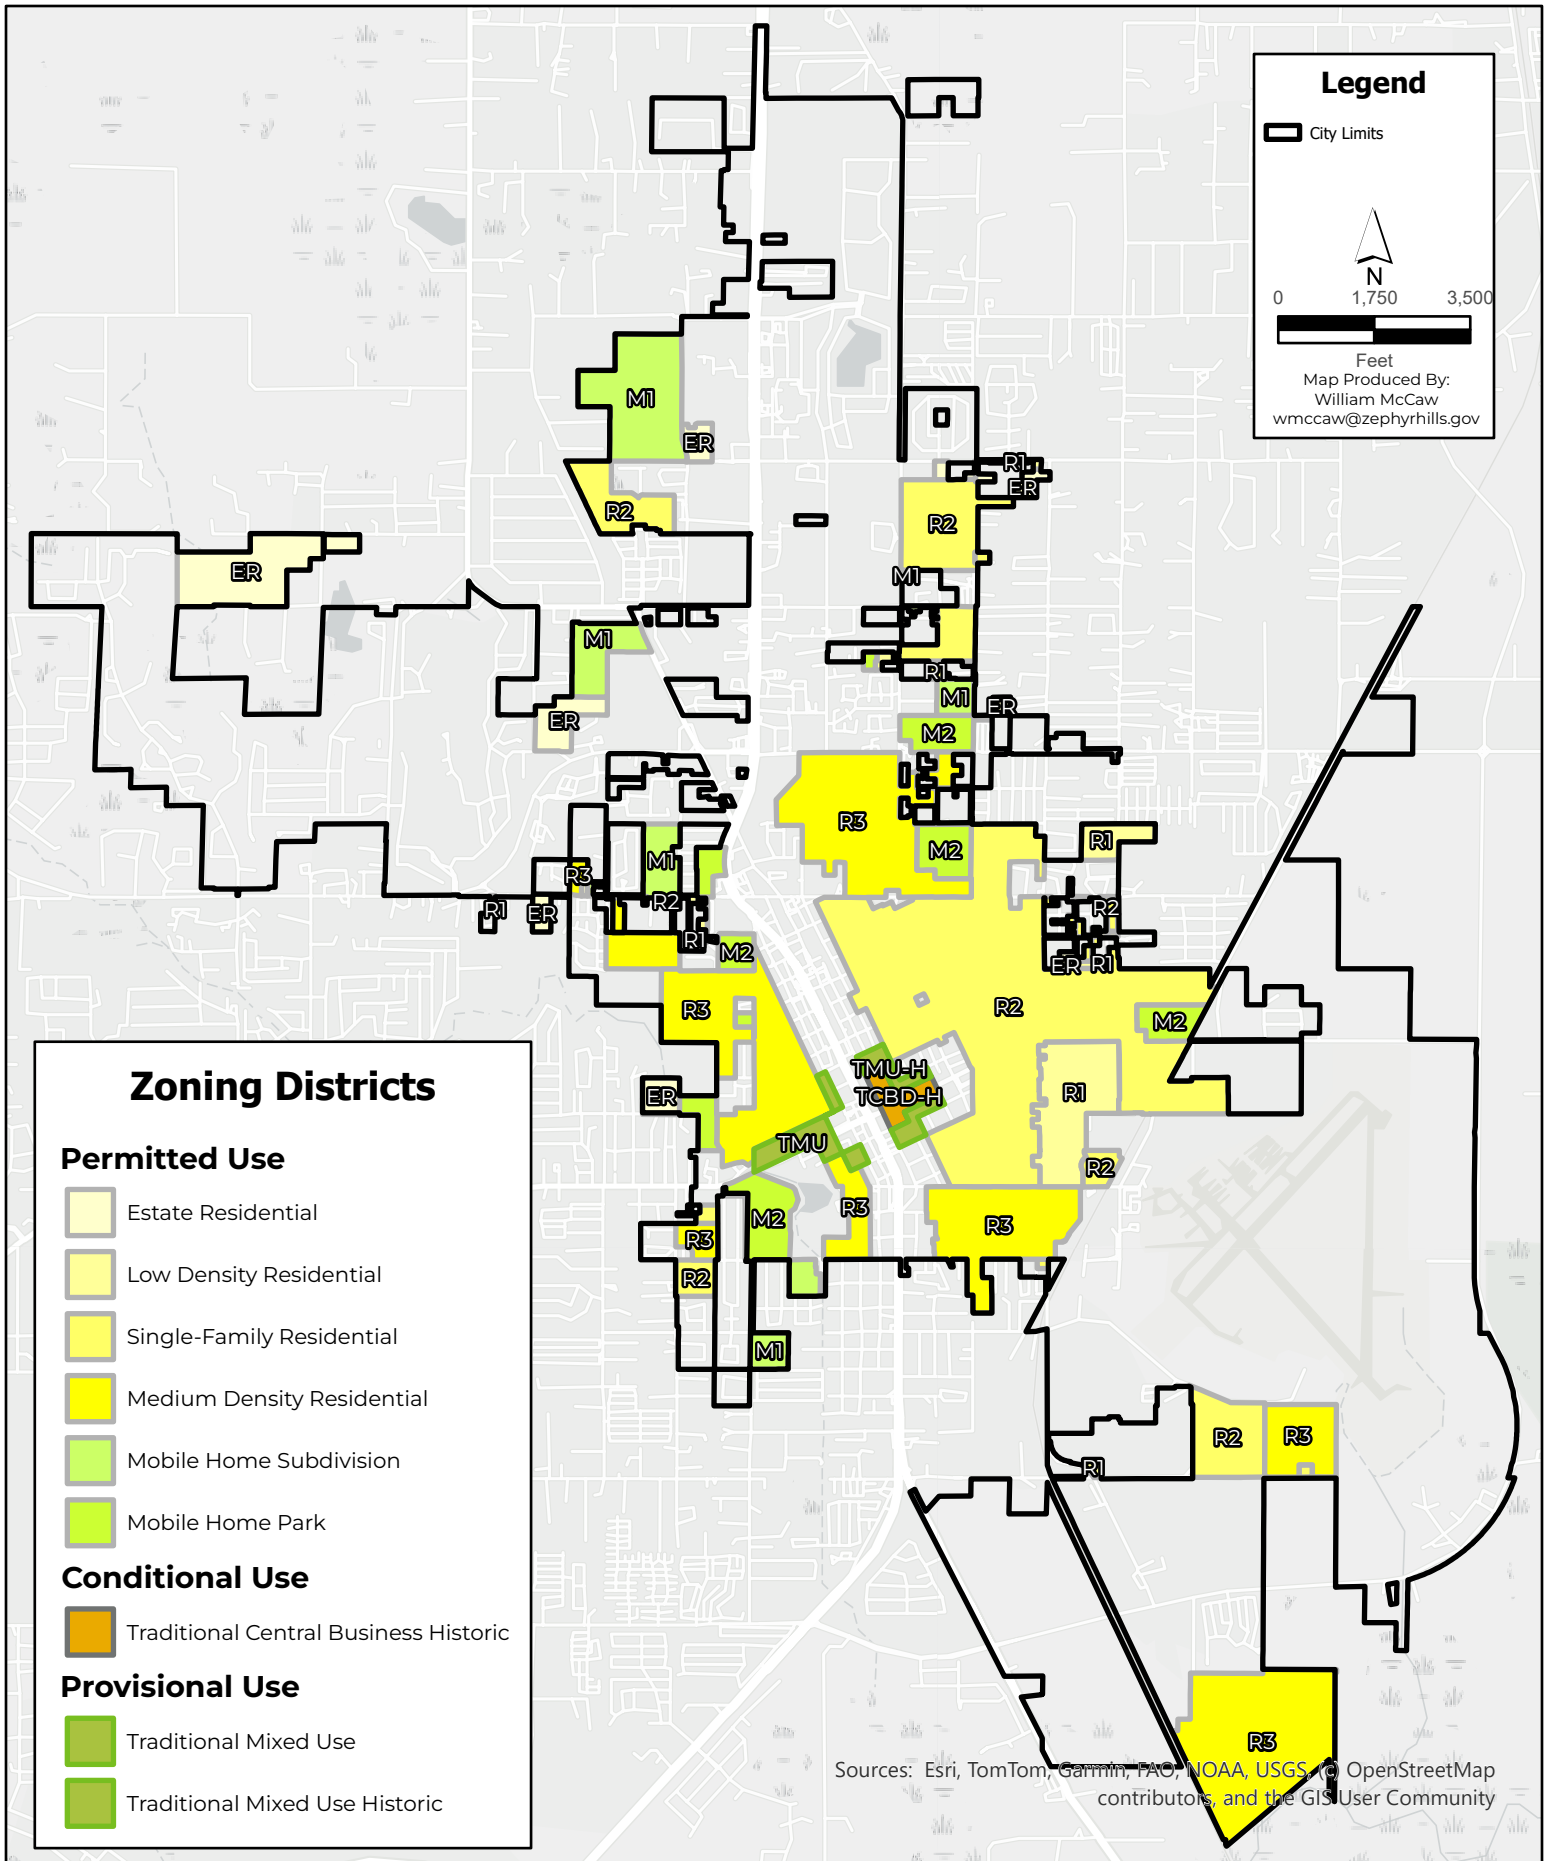 Legend
City Limits
N
0 1,750 3,500
Feet
Map Produced By:
William McCaw
wmccaw@zephyrhills.gov
M1
ER
R2
R1
ER
R2
M1
ER
M1
R1
M1
ER
ER
M2
R3
R1
M2
M1
R3
R2
R1
ER
R1
M2
R2
ER
R1
R3
R2
M2
TMU-H
TCBD-H
R1
ER
TMU
R2
R3
M2
R3
R3
R2
M1
R2
R3
R1
R3
Zoning Districts
Permitted Use
Estate Residential
Low Density Residential
Single-Family Residential
Medium Density Residential
Mobile Home Subdivision
Mobile Home Park
Conditional Use
Traditional Central Business Historic
Provisional Use
Traditional Mixed Use
Traditional Mixed Use Historic
Sources: Esri, TomTom, Garmin, FAO, NOAA, USGS, (c) OpenStreetMap
contributors, and the GIS User Community